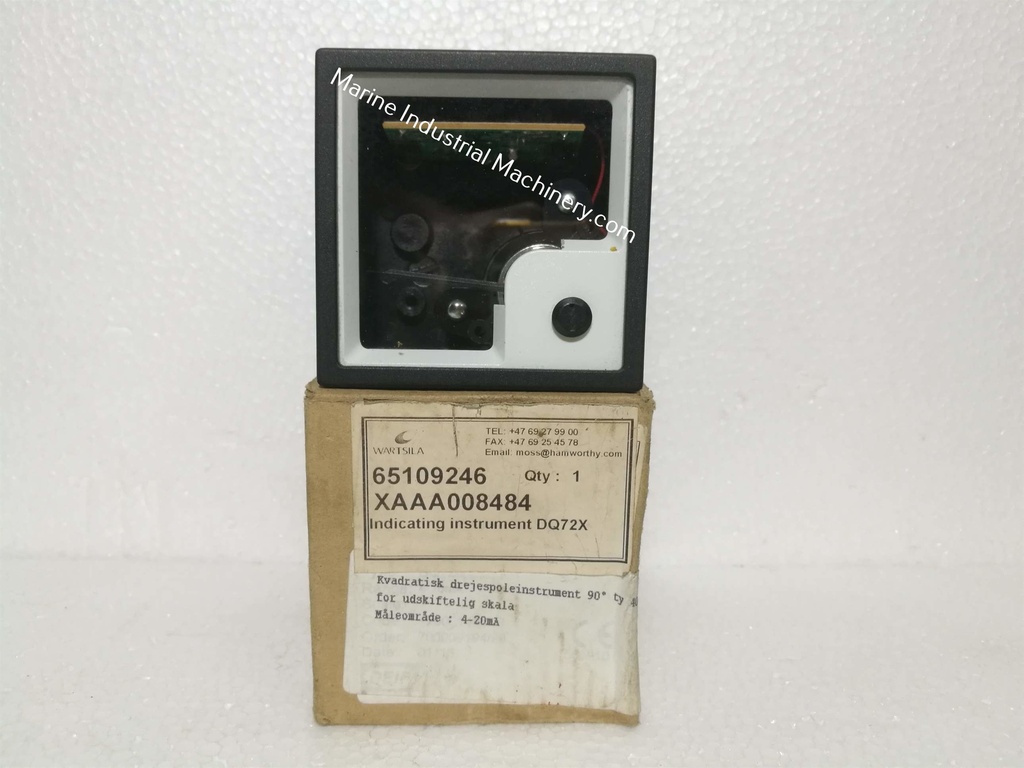 Marine Industrial Machinery.com
WARTSILA
TEL: +47 69 27 99 00
FAX: +47 69 25 45 78
Email: moss@hamworthy.com
65109246 Qty : 1
XAAA008484
Indicating instrument DQ72X
Kvadratisk drejespoleinstrument 90° ty
for udskiftelig skala
Måleområde : 4-20mA